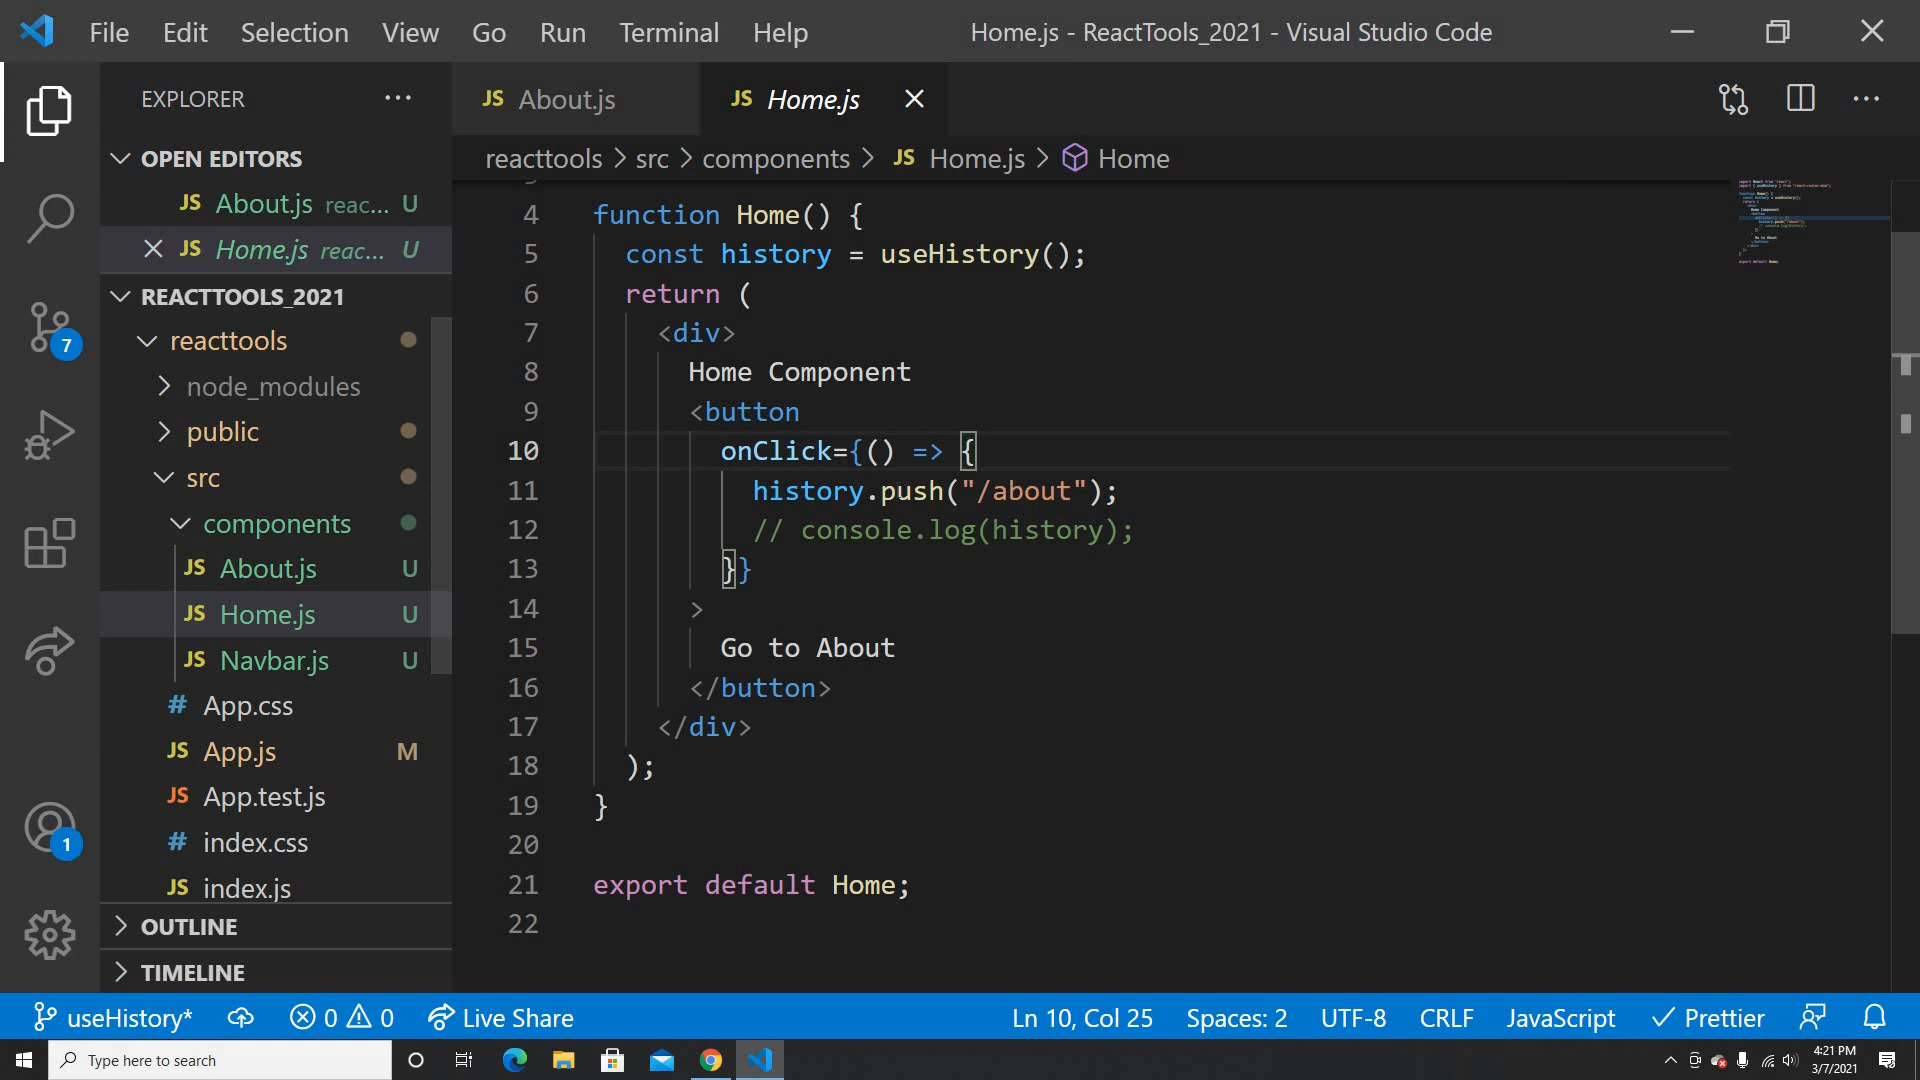 File Edit Selection View Go Run Terminal Help Home.js - ReactTools_2021 - Visual Studio Code
EXPLORER
JS About.js JS Home.js
OPEN EDITORS
JS About.js reac... U
JS Home.js reac... U
REACTTOOLS_2021
reacttools
node_modules
public
src
components
JS About.js U
JS Home.js U
JS Navbar.js U
# App.css
JS App.js M
JS App.test.js
# index.css
JS index.js
OUTLINE
TIMELINE
7
1
reacttools > src > components > JS Home.js > Home
4 function Home() {
5 const history = useHistory();
6 return (
7 <div>
8 Home Component
9 <button
10 onClick={() => {
11 history.push("/about");
12 // console.log(history);
13 }}
14 >
15 Go to About
16 </button>
17 </div>
18 );
19 }
20
21 export default Home;
22
useHistory* 0 0 Live Share Ln 10, Col 25 Spaces: 2 UTF-8 CRLF JavaScript Prettier
Type here to search
4:21 PM
3/7/2021